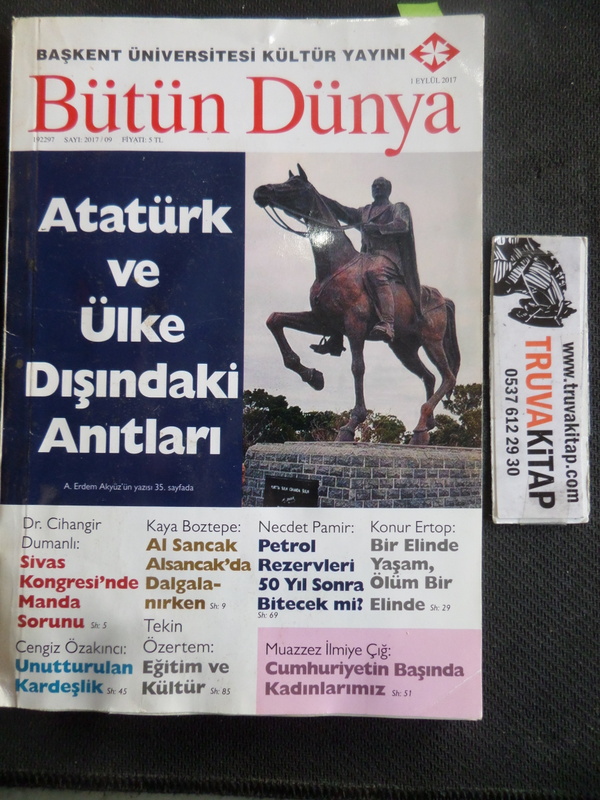 BAŞKENT ÜNİVERSİTESİ KÜLTÜR YAYINI
1 EYLÜL 2017
Bütün Dünya
192297 SAYI: 2017 / 09 FİYATI: 5 TL
Atatürk
ve
Ülke
Dışındaki
Anıtları
A. Erdem Akyüz'ün yazısı 35. sayfada
Dr. Cihangir
Dumanlı:
Sivas
Kongresi'nde
Manda
Sorunu Sh: 5
Kaya Boztepe:
Al Sancak
Alsancak'da
Dalgala-
nırken Sh: 9
Necdet Pamir:
Petrol
Rezervleri
50 Yıl Sonra
Bitecek mi?
Sh: 69
Konur Ertop:
Bir Elinde
Yaşam,
Ölüm Bir
Elinde Sh: 29
Cengiz Özakıncı:
Unutturulan
Kardeşlik Sh: 45
Tekin
Özertem:
Eğitim ve
Kültür Sh: 85
Muazzez İlmiye Çığ:
Cumhuriyetin Başında
Kadınlarımız Sh: 51
www.truvakitap.com
TRUVAKİTAP
0537 612 29 30